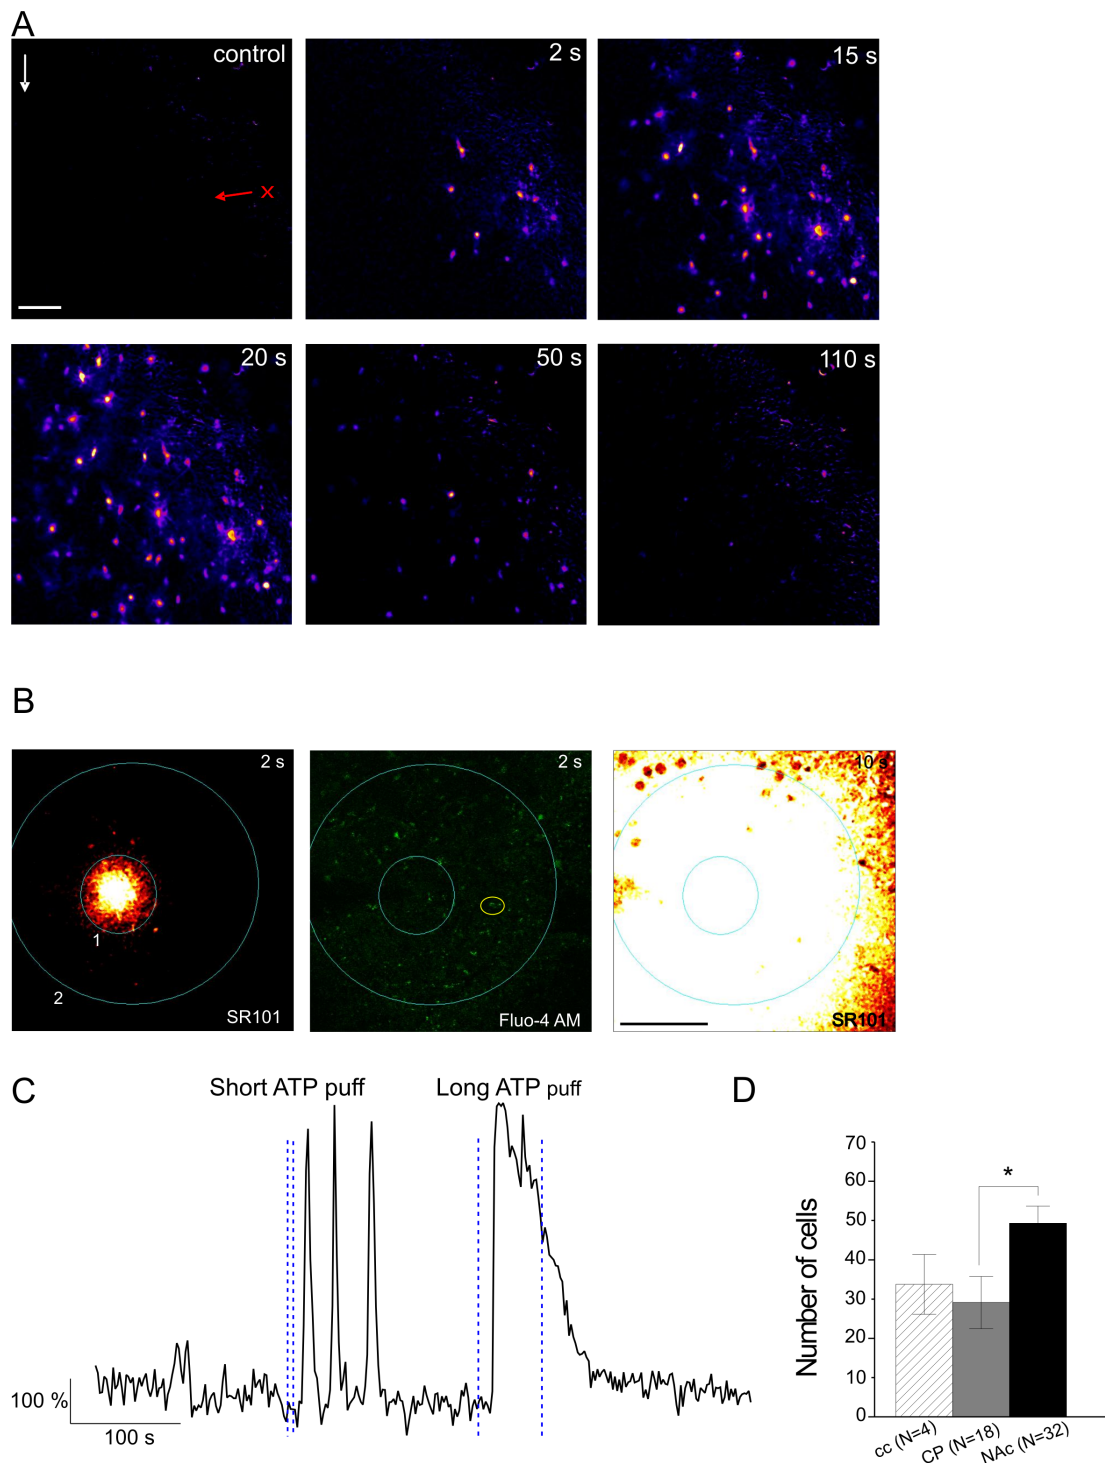 A
control
2 s
15 s
x
20 s
50 s
110 s
B
2 s
2 s
10 s
1
2
SR101
Fluo-4 AM
SR101
C
Short ATP puff
Long ATP puff
100 %
100 s
D
70
60
50
40
30
20
10
0
Number of cells
*
cc (N=4)
CP (N=18)
NAc (N=32)